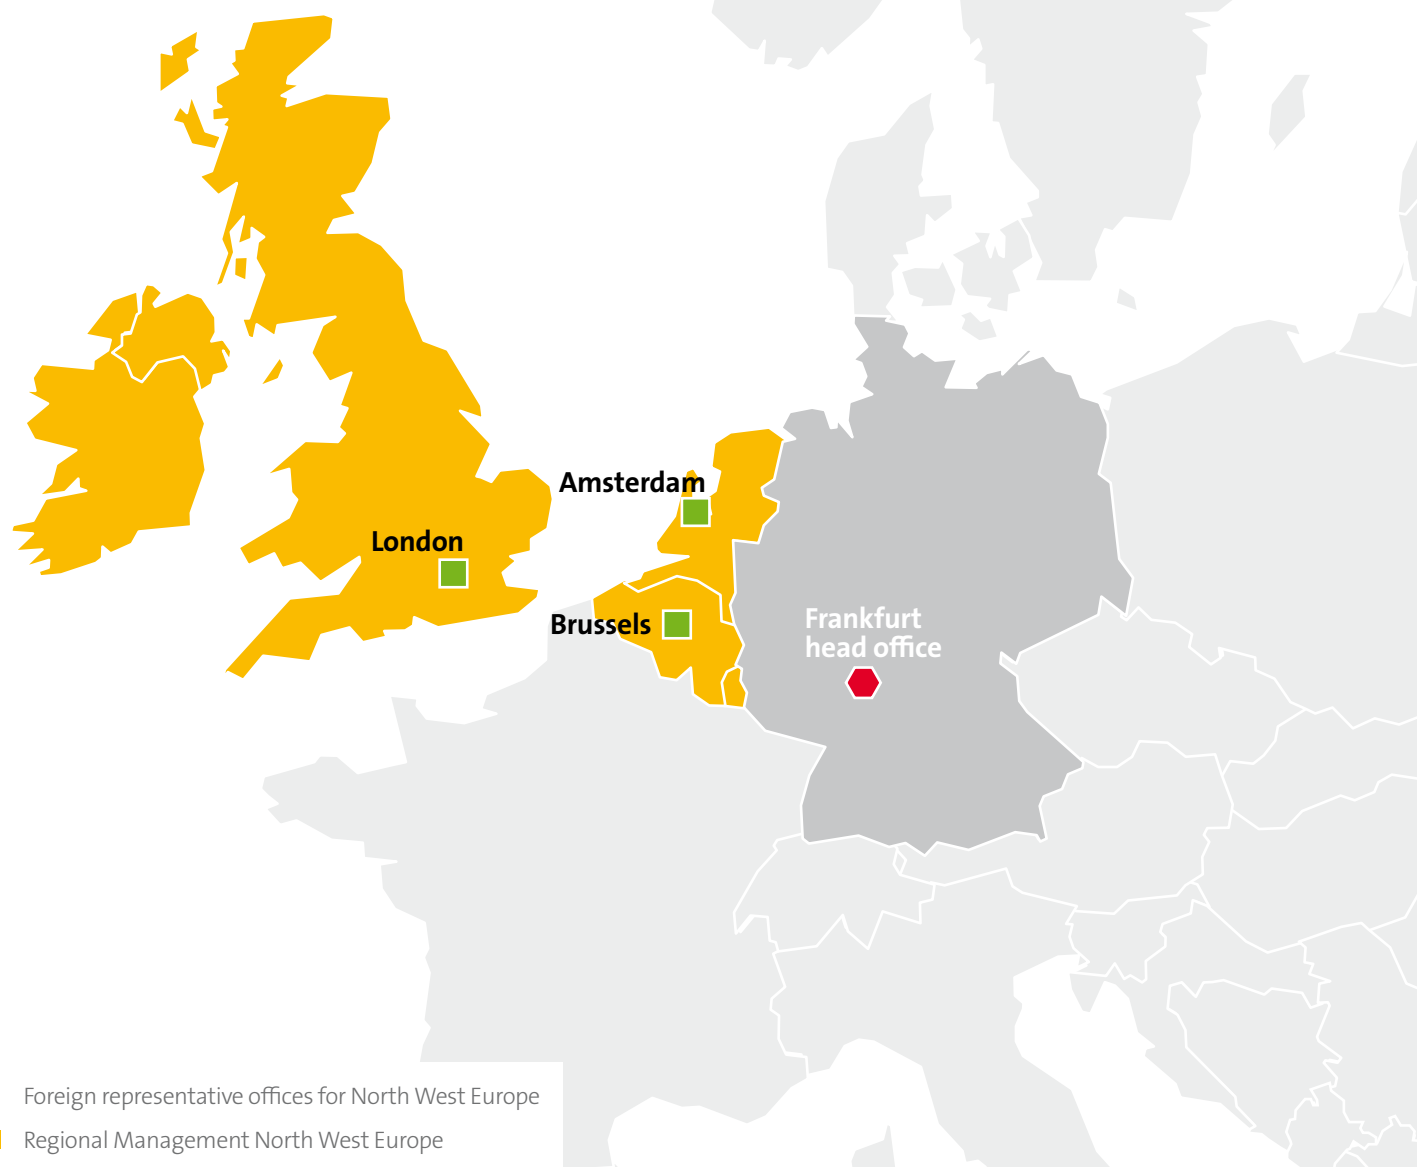 Amsterdam
London
Brussels
Frankfurt
head office
Foreign representative offices for North West Europe
Regional Management North West Europe